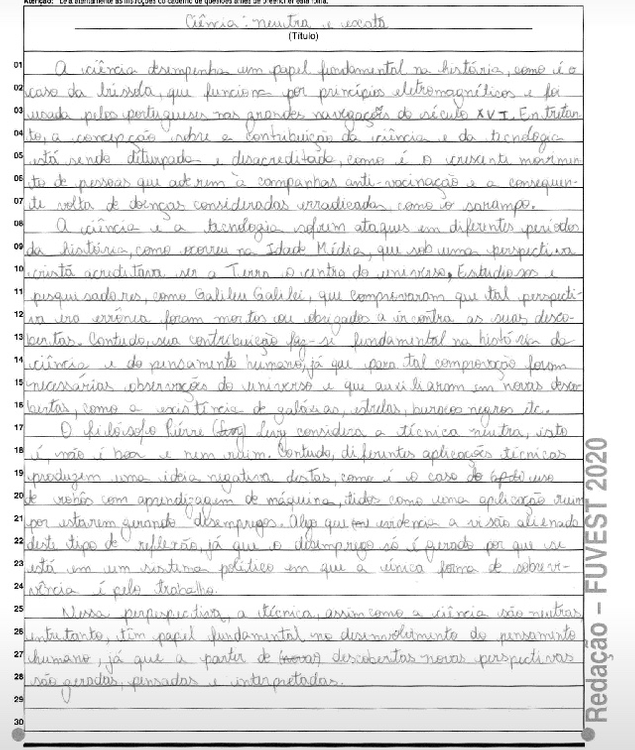 Atenção: Leia atentamente as instruções do caderno de questões antes de preencher esta folha.
Ciência: neutra e exata
(Título)
01 A ciência desempenha um papel fundamental na história, como é o
02 caso da bússola, que funciona por princípios eletromagnéticos e foi
03 usada pelos portugueses nas grandes navegações do século XVI. Entretan-
04 to, a concepção sobre a contribuição da ciência e da tecnologia
05 está sendo deturpada e desacreditada, como é o crescente movimen-
06 to de pessoas que aderem à campanhas anti-vacinação e a consequen-
07 te volta de doenças consideradas erradicadas, como o sarampo.
08 A ciência e a tecnologia sofrem ataques em diferentes períodos
09 da história, como ocorreu na Idade Média, que sob uma perspectiva
10 cristã acreditava ser a Terra o centro do universo. Estudiosos e
11 pesquisadores, como Galileu Galilei, que comprovaram que tal perspecti-
12 va era errônea foram mortos ou obrigados a ir contra as suas desco-
13 bertas. Contudo, sua contribuição fez-se fundamental na história da
14 ciência e do pensamento humano, já que para tal comprovação foram
15 necessárias observações do universo e que auxiliaram em novas desco-
16 bertas, como a existência de galáxias, estrelas, buracos negros etc.
17 O filósofo Pierre Levy considera a técnica neutra, isto
18 é, não é boa e nem ruim. Contudo, diferentes aplicações técnicas
19 produzem uma ideia negativa destas, como é o caso do uso
20 de robôs com aprendizagem de máquina, tidos como uma aplicação ruim
21 por estarem gerando desempregos. Algo que evidencia a visão alienada
22 deste tipo de reflexão, já que o desemprego só é gerado por que se
23 está em um sistema político em que a única forma de sobrevi-
24 vência é pelo trabalho.
25 Nessa perpespectiva, a técnica, assim como a ciência são neutras,
26 entretanto, têm papel fundamental no desenvolvimento do pensamento
27 humano, já que a partir de descobertas novas perspectivas
28 são geradas, pensadas e interpretadas.
29
30
Redação – FUVEST 2020